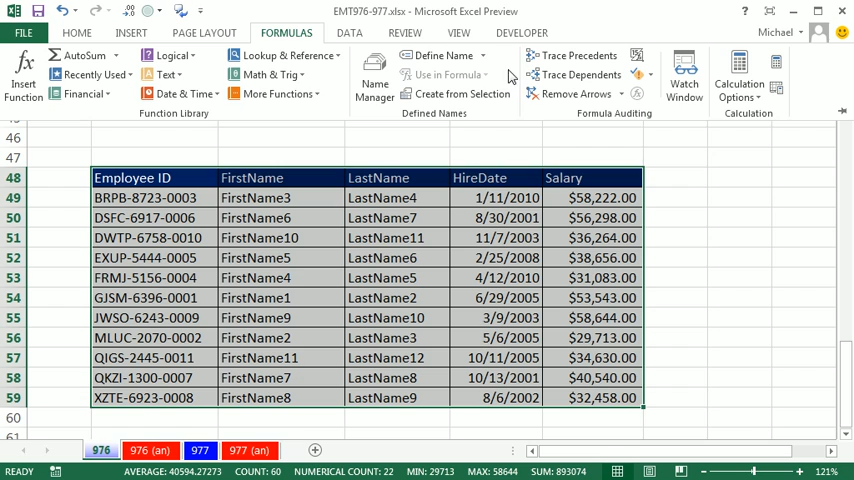 EMT976-977.xlsx - Microsoft Excel Preview
FILE HOME INSERT PAGE LAYOUT FORMULAS DATA REVIEW VIEW DEVELOPER Michael
Insert Function
AutoSum
Recently Used
Financial
Logical
Text
Date & Time
Lookup & Reference
Math & Trig
More Functions
Function Library
Name Manager
Define Name
Use in Formula
Create from Selection
Defined Names
Trace Precedents
Trace Dependents
Remove Arrows
Formula Auditing
Watch Window
Calculation Options
Calculation
46
47
48 Employee ID FirstName LastName HireDate Salary
49 BRPB-8723-0003 FirstName3 LastName4 1/11/2010 $58,222.00
50 DSFC-6917-0006 FirstName6 LastName7 8/30/2001 $56,298.00
51 DWTP-6758-0010 FirstName10 LastName11 11/7/2003 $36,264.00
52 EXUP-5444-0005 FirstName5 LastName6 2/25/2008 $38,656.00
53 FRMJ-5156-0004 FirstName4 LastName5 4/12/2010 $31,083.00
54 GJSM-6396-0001 FirstName1 LastName2 6/29/2005 $53,543.00
55 JWSO-6243-0009 FirstName9 LastName10 3/9/2003 $58,644.00
56 MLUC-2070-0002 FirstName2 LastName3 5/6/2005 $29,713.00
57 QIGS-2445-0011 FirstName11 LastName12 10/11/2005 $34,630.00
58 QKZI-1300-0007 FirstName7 LastName8 10/13/2001 $40,540.00
59 XZTE-6923-0008 FirstName8 LastName9 8/6/2002 $32,458.00
60
976 976 (an) 977 977 (an)
READY AVERAGE: 40594.27273 COUNT: 60 NUMERICAL COUNT: 22 MIN: 29713 MAX: 58644 SUM: 893074 121%